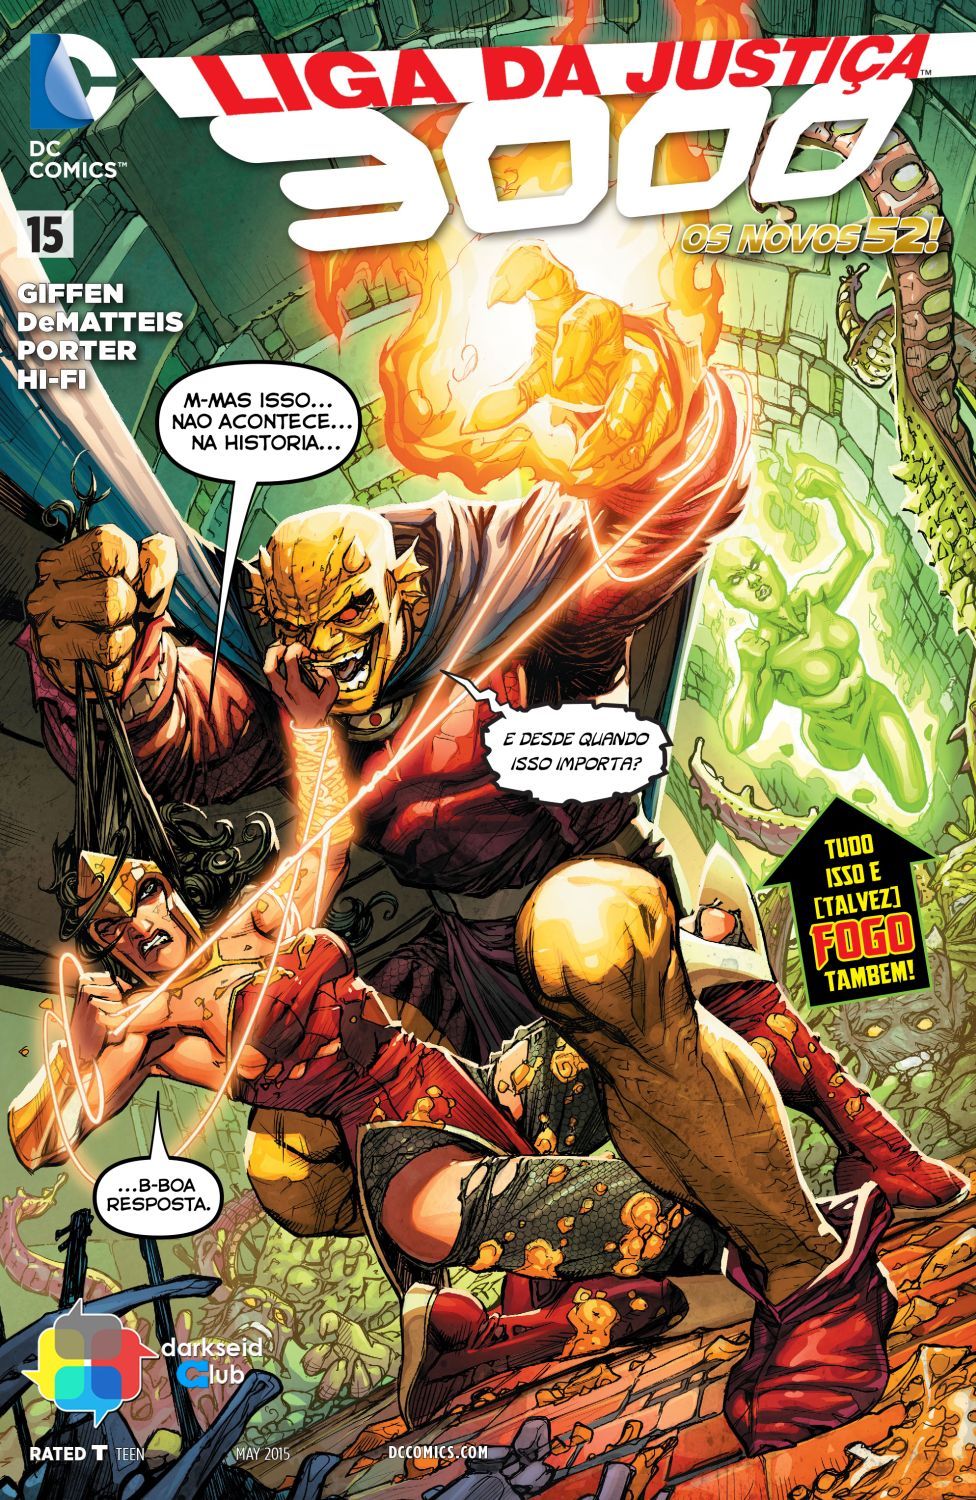 LIGA DA JUSTIÇA™
3000
OS NOVOS 52!
DC
COMICS™
15
GIFFEN
DeMATTEIS
PORTER
HI-FI
M-MAS ISSO...
NAO ACONTECE...
NA HISTORIA...
E DESDE QUANDO
ISSO IMPORTA?
TUDO
ISSO E
[TALVEZ]
FOGO
TAMBEM!
...B-BOA
RESPOSTA.
darkseid
Club
RATED T TEEN
MAY 2015
DCCOMICS.COM